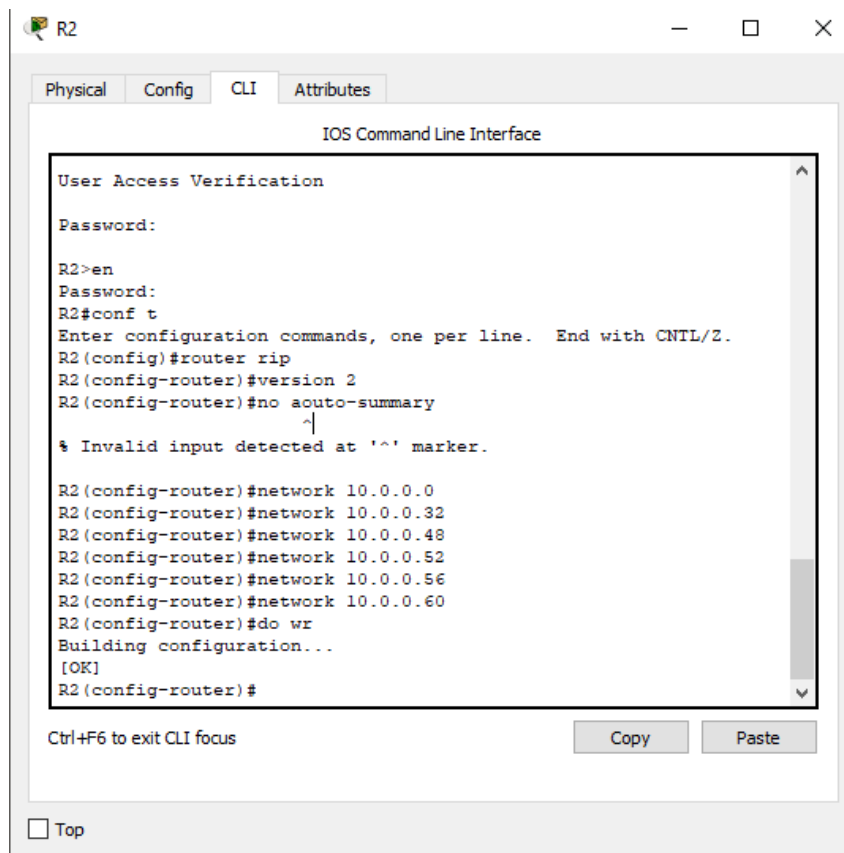 R2
Physical Config CLI Attributes
IOS Command Line Interface
User Access Verification
Password:
R2>en
Password:
R2#conf t
Enter configuration commands, one per line.  End with CNTL/Z.
R2(config)#router rip
R2(config-router)#version 2
R2(config-router)#no aouto-summary
^
% Invalid input detected at '^' marker.
R2(config-router)#network 10.0.0.0
R2(config-router)#network 10.0.0.32
R2(config-router)#network 10.0.0.48
R2(config-router)#network 10.0.0.52
R2(config-router)#network 10.0.0.56
R2(config-router)#network 10.0.0.60
R2(config-router)#do wr
Building configuration...
[OK]
R2(config-router)#
Ctrl+F6 to exit CLI focus Copy Paste
Top